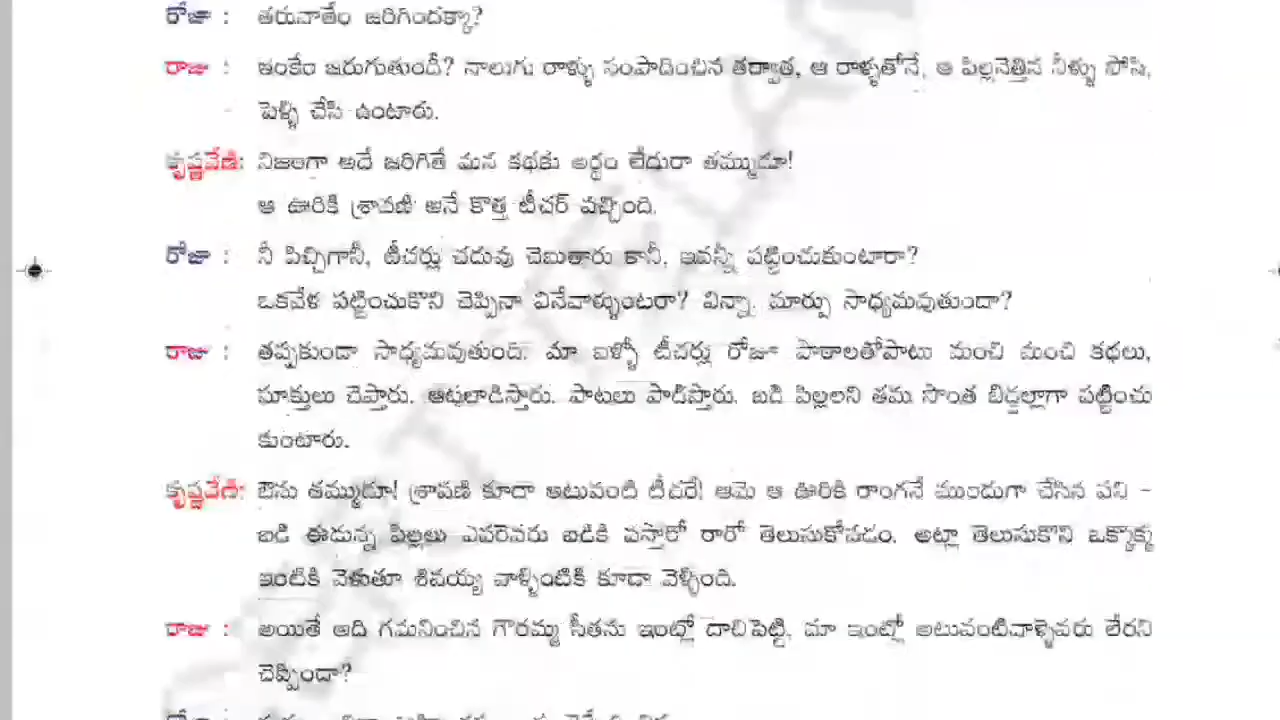 రోజా : తరువాతేం జరిగిందక్కా?
రాజు : ఇంకేం జరుగుతుందీ? నాలుగు రాళ్ళు సంపాదించిన తర్వాత, ఆ రాళ్ళతోనే, ఆ పిల్లనెత్తిన నీళ్ళు పోసి,
పెళ్ళి చేసి ఉంటారు.
కృష్ణవేణి: నిజంగా అదే జరిగితే మన కథకు అర్థం లేదురా తమ్ముడూ!
ఆ ఊరికి శ్రావణి అనే కొత్త టీచర్ వచ్చింది.
రోజా : నీ పిచ్చిగానీ, టీచర్లు చదువు చెబుతారు కానీ, ఇవన్నీ పట్టించుకుంటారా?
ఒకవేళ పట్టించుకొని చెప్పినా వినేవాళ్ళుంటరా? విన్నా, మార్పు సాధ్యమవుతుందా?
రాజు : తప్పకుండా సాధ్యమవుతుంది. మా బళ్ళో టీచర్లు రోజూ పాఠాలతోపాటు మంచి మంచి కథలు,
సూక్తులు చెప్తారు. ఆటలాడిస్తారు. పాటలు పాడిస్తారు. బడి పిల్లలని తమ సొంత బిడ్డల్లాగా పట్టించు
కుంటారు.
కృష్ణవేణి: ఔను తమ్ముడూ! శ్రావణి కూడా అటువంటి టీచరే! ఆమె ఆ ఊరికి రాంగనే ముందుగా చేసిన పని -
బడి ఈడున్న పిల్లలు ఎవరెవరు బడికి వస్తారో రారో తెలుసుకోవడం. అట్లా తెలుసుకొని ఒక్కొక్క
ఇంటికి వెళుతూ శివయ్య వాళ్ళింటికి కూడా వెళ్ళింది.
రాజు : అయితే అది గమనించిన గౌరమ్మ సీతను ఇంట్లో దాచిపెట్టి, మా ఇంట్లో అటువంటివాళ్ళెవరు లేరని
చెప్పిందా?